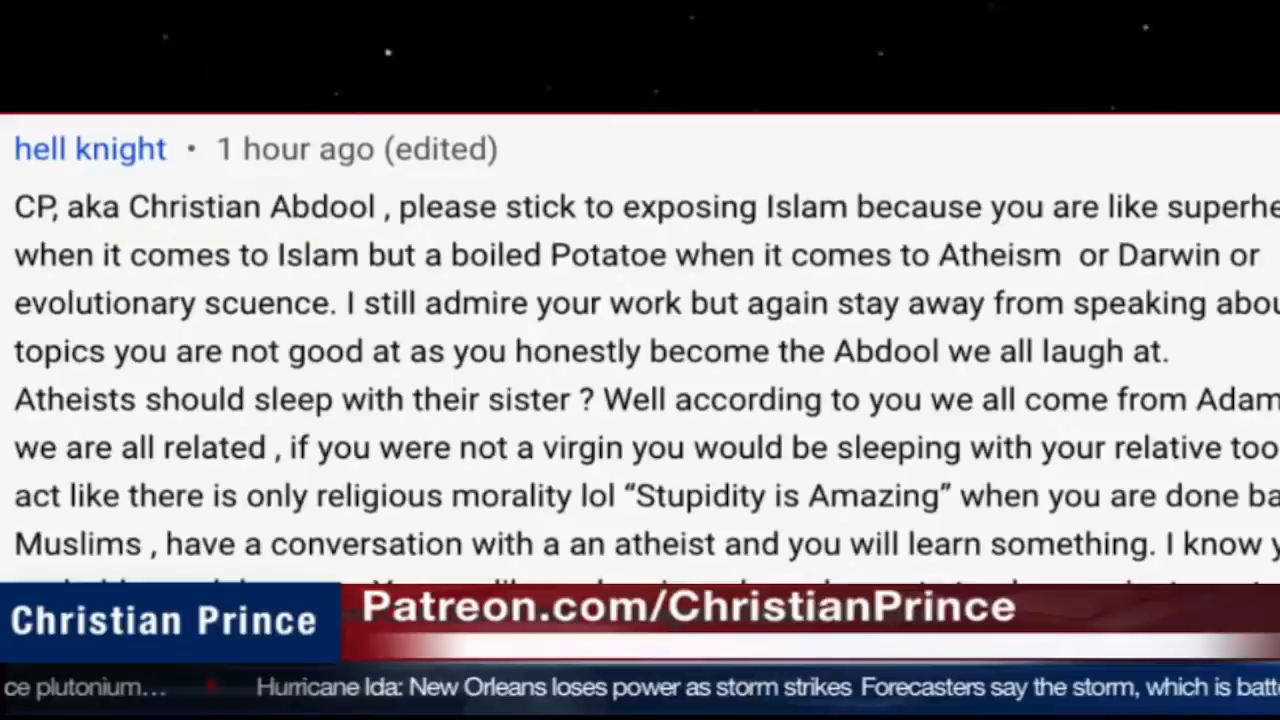 hell knight • 1 hour ago (edited)
CP, aka Christian Abdool , please stick to exposing Islam because you are like
when it comes to Islam but a boiled Potatoe when it comes to Atheism or Darwin or
evolutionary scuence. I still admire your work but again stay away from speaking
topics you are not good at as you honestly become the Abdool we all laugh at.
Atheists should sleep with their sister ? Well according to you we all come from Adam
we are all related , if you were not a virgin you would be sleeping with your relative too
act like there is only religious morality lol “Stupidity is Amazing” when you are done
Muslims , have a conversation with a an atheist and you will learn something. I know
Christian Prince
Patreon.com/ChristianPrince
ce plutonium... Hurricane Ida: New Orleans loses power as storm strikes Forecasters say the storm, which is